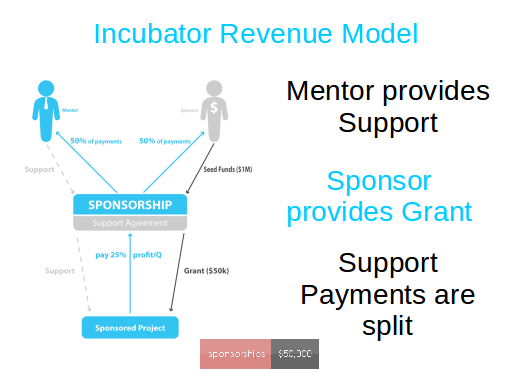 Incubator Revenue Model
Mentor
Sponsor
50% of payments
50% of payments
Support
Seed Funds ($1M)
SPONSORSHIP
Support Agreement
pay 25% profit/Q
Support
Grant ($50k)
Sponsored Project
sponsorships $50,000
Mentor provides
Support
Sponsor
provides Grant
Support
Payments are
split